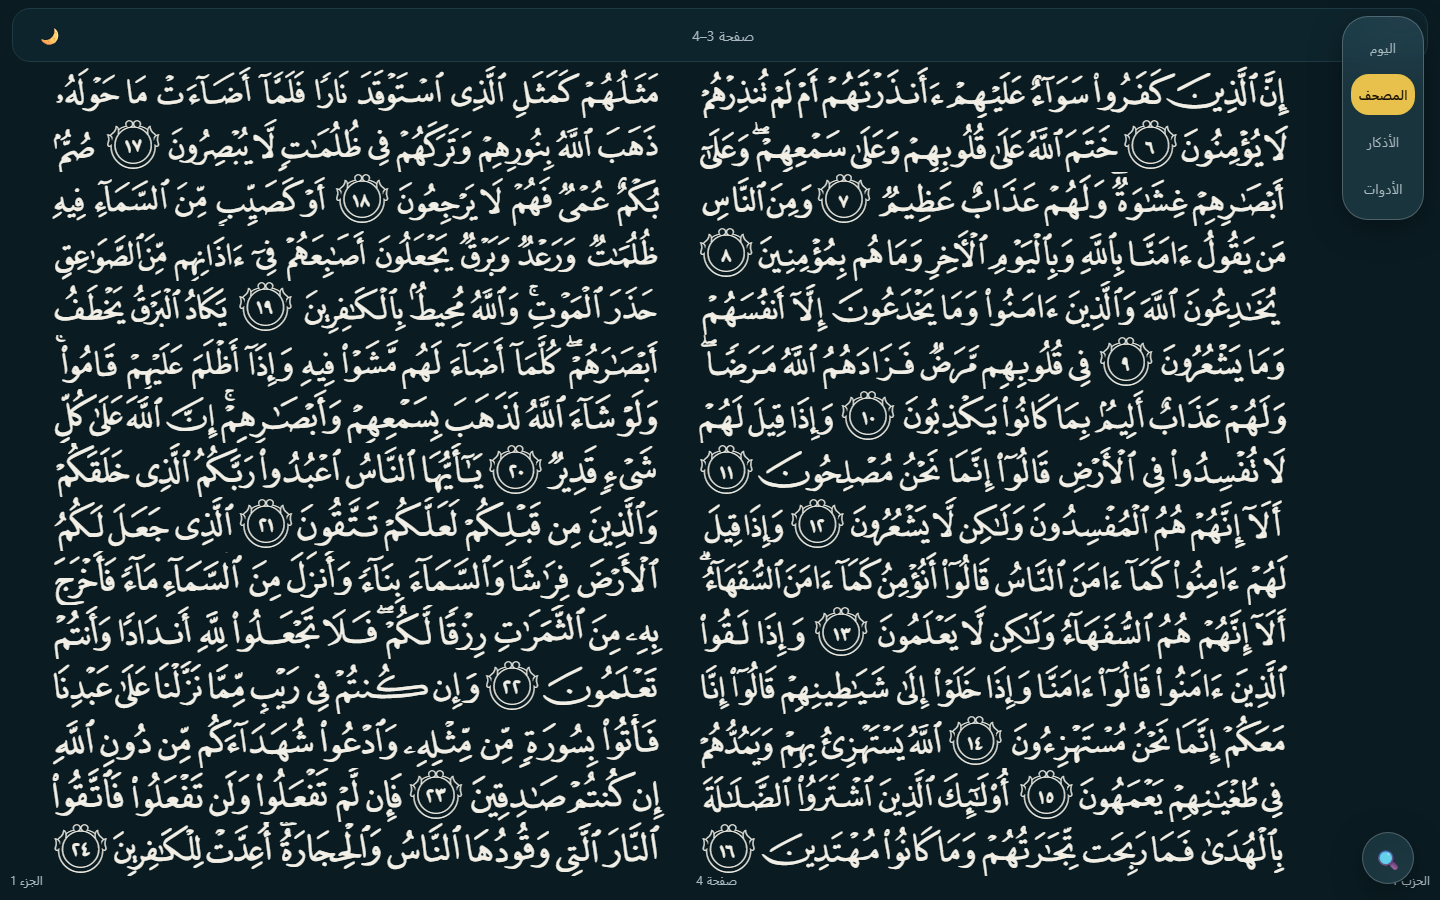 صفحة 3–4
اليوم
المصحف
الأذكار
الأدوات
إِنَّ ٱلَّذِينَ كَفَرُوا۟ سَوَآءٌ عَلَيْهِمْ ءَأَنذَرْتَهُمْ أَمْ لَمْ تُنذِرْهُمْ
لَا يُؤْمِنُونَ ٦ خَتَمَ ٱللَّهُ عَلَىٰ قُلُوبِهِمْ وَعَلَىٰ سَمْعِهِمْ ۖ وَعَلَىٰٓ
أَبْصَـٰرِهِمْ غِشَـٰوَةٌ ۖ وَلَهُمْ عَذَابٌ عَظِيمٌ ٧ وَمِنَ ٱلنَّاسِ
مَن يَقُولُ ءَامَنَّا بِٱللَّهِ وَبِٱلْيَوْمِ ٱلْـَٔاخِرِ وَمَا هُم بِمُؤْمِنِينَ ٨
يُخَـٰدِعُونَ ٱللَّهَ وَٱلَّذِينَ ءَامَنُوا۟ وَمَا يَخْدَعُونَ إِلَّآ أَنفُسَهُمْ
وَمَا يَشْعُرُونَ ٩ فِى قُلُوبِهِم مَّرَضٌ فَزَادَهُمُ ٱللَّهُ مَرَضًا ۖ
وَلَهُمْ عَذَابٌ أَلِيمٌۢ بِمَا كَانُوا۟ يَكْذِبُونَ ١٠ وَإِذَا قِيلَ لَهُمْ
لَا تُفْسِدُوا۟ فِى ٱلْأَرْضِ قَالُوٓا۟ إِنَّمَا نَحْنُ مُصْلِحُونَ ١١
أَلَآ إِنَّهُمْ هُمُ ٱلْمُفْسِدُونَ وَلَـٰكِن لَّا يَشْعُرُونَ ١٢ وَإِذَا قِيلَ
لَهُمْ ءَامِنُوا۟ كَمَآ ءَامَنَ ٱلنَّاسُ قَالُوٓا۟ أَنُؤْمِنُ كَمَآ ءَامَنَ ٱلسُّفَهَآءُ ۗ
أَلَآ إِنَّهُمْ هُمُ ٱلسُّفَهَآءُ وَلَـٰكِن لَّا يَعْلَمُونَ ١٣ وَإِذَا لَقُوا۟
ٱلَّذِينَ ءَامَنُوا۟ قَالُوٓا۟ ءَامَنَّا وَإِذَا خَلَوْا۟ إِلَىٰ شَيَـٰطِينِهِمْ قَالُوٓا۟ إِنَّا
مَعَكُمْ إِنَّمَا نَحْنُ مُسْتَهْزِءُونَ ١٤ ٱللَّهُ يَسْتَهْزِئُ بِهِمْ وَيَمُدُّهُمْ
فِى طُغْيَـٰنِهِمْ يَعْمَهُونَ ١٥ أُو۟لَـٰٓئِكَ ٱلَّذِينَ ٱشْتَرَوُا۟ ٱلضَّلَـٰلَةَ
بِٱلْهُدَىٰ فَمَا رَبِحَت تِّجَـٰرَتُهُمْ وَمَا كَانُوا۟ مُهْتَدِينَ ١٦
مَثَلُهُمْ كَمَثَلِ ٱلَّذِى ٱسْتَوْقَدَ نَارًا فَلَمَّآ أَضَآءَتْ مَا حَوْلَهُۥ
ذَهَبَ ٱللَّهُ بِنُورِهِمْ وَتَرَكَهُمْ فِى ظُلُمَـٰتٍ لَّا يُبْصِرُونَ ١٧ صُمٌّۢ
بُكْمٌ عُمْىٌ فَهُمْ لَا يَرْجِعُونَ ١٨ أَوْ كَصَيِّبٍ مِّنَ ٱلسَّمَآءِ فِيهِ
ظُلُمَـٰتٌ وَرَعْدٌ وَبَرْقٌ يَجْعَلُونَ أَصَـٰبِعَهُمْ فِىٓ ءَاذَانِهِم مِّنَ ٱلصَّوَٰعِقِ
حَذَرَ ٱلْمَوْتِ ۚ وَٱللَّهُ مُحِيطٌۢ بِٱلْكَـٰفِرِينَ ١٩ يَكَادُ ٱلْبَرْقُ يَخْطَفُ
أَبْصَـٰرَهُمْ ۖ كُلَّمَآ أَضَآءَ لَهُم مَّشَوْا۟ فِيهِ وَإِذَآ أَظْلَمَ عَلَيْهِمْ قَامُوا۟ ۚ
وَلَوْ شَآءَ ٱللَّهُ لَذَهَبَ بِسَمْعِهِمْ وَأَبْصَـٰرِهِمْ ۚ إِنَّ ٱللَّهَ عَلَىٰ كُلِّ
شَىْءٍ قَدِيرٌ ٢٠ يَـٰٓأَيُّهَا ٱلنَّاسُ ٱعْبُدُوا۟ رَبَّكُمُ ٱلَّذِى خَلَقَكُمْ
وَٱلَّذِينَ مِن قَبْلِكُمْ لَعَلَّكُمْ تَتَّقُونَ ٢١ ٱلَّذِى جَعَلَ لَكُمُ
ٱلْأَرْضَ فِرَٰشًا وَٱلسَّمَآءَ بِنَآءً وَأَنزَلَ مِنَ ٱلسَّمَآءِ مَآءً فَأَخْرَجَ
بِهِۦ مِنَ ٱلثَّمَرَٰتِ رِزْقًا لَّكُمْ ۖ فَلَا تَجْعَلُوا۟ لِلَّهِ أَندَادًا وَأَنتُمْ
تَعْلَمُونَ ٢٢ وَإِن كُنتُمْ فِى رَيْبٍ مِّمَّا نَزَّلْنَا عَلَىٰ عَبْدِنَا
فَأْتُوا۟ بِسُورَةٍ مِّن مِّثْلِهِۦ وَٱدْعُوا۟ شُهَدَآءَكُم مِّن دُونِ ٱللَّهِ
إِن كُنتُمْ صَـٰدِقِينَ ٢٣ فَإِن لَّمْ تَفْعَلُوا۟ وَلَن تَفْعَلُوا۟ فَٱتَّقُوا۟
ٱلنَّارَ ٱلَّتِى وَقُودُهَا ٱلنَّاسُ وَٱلْحِجَارَةُ ۖ أُعِدَّتْ لِلْكَـٰفِرِينَ ٢٤
الحزب
صفحة 4
الجزء 1